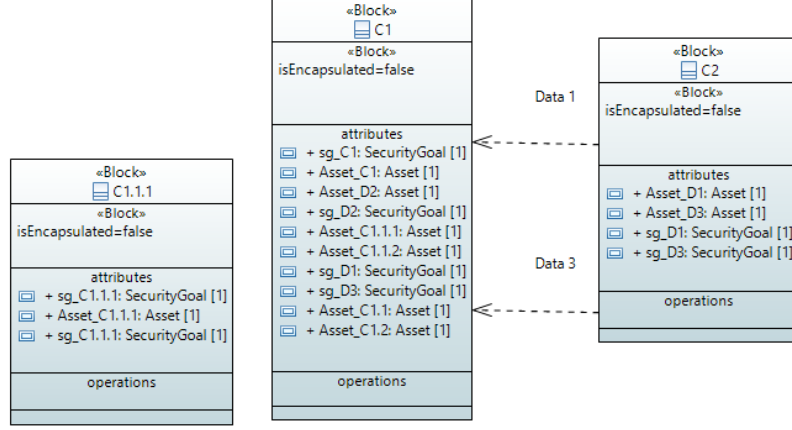 «Block»
C1.1.1
«Block»
isEncapsulated=false
attributes
+ sg_C1.1.1: SecurityGoal [1]
+ Asset_C1.1.1: Asset [1]
+ sg_C1.1.1: SecurityGoal [1]
operations
«Block»
C1
«Block»
isEncapsulated=false
attributes
+ sg_C1: SecurityGoal [1]
+ Asset_C1: Asset [1]
+ Asset_D2: Asset [1]
+ sg_D2: SecurityGoal [1]
+ Asset_C1.1.1: Asset [1]
+ Asset_C1.1.2: Asset [1]
+ sg_D1: SecurityGoal [1]
+ sg_D3: SecurityGoal [1]
+ Asset_C1.1: Asset [1]
+ Asset_C1.2: Asset [1]
operations
Data 1
Data 3
«Block»
C2
«Block»
isEncapsulated=false
attributes
+ Asset_D1: Asset [1]
+ Asset_D3: Asset [1]
+ sg_D1: SecurityGoal [1]
+ sg_D3: SecurityGoal [1]
operations